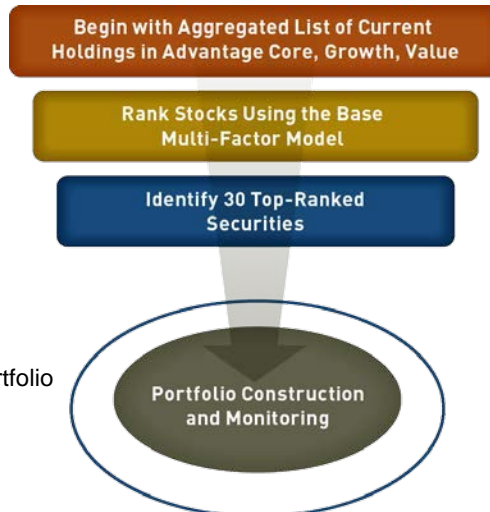 Begin with Aggregated List of Current
Holdings in Advantage Core, Growth, Value
Rank Stocks Using the Base
Multi-Factor Model
Identify 30 Top-Ranked
Securities
rtfolio
Portfolio Construction
and Monitoring